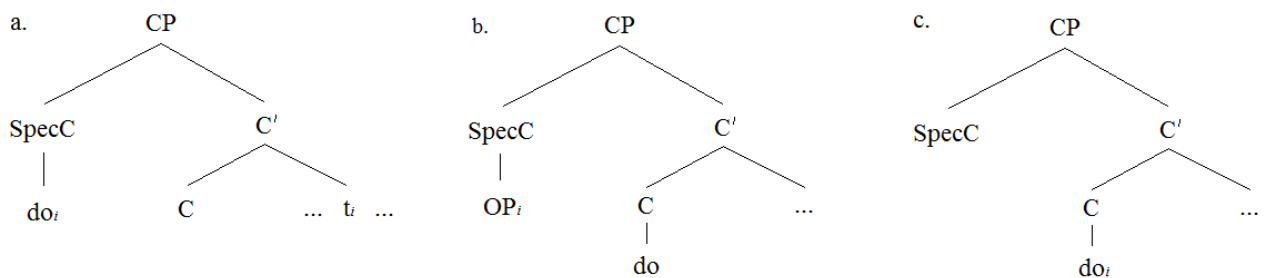 a. CP
SpecC C′
doᵢ C ... tᵢ ...
b. CP
SpecC C′
OPᵢ C ...
do
c. CP
SpecC C′
C ...
doᵢ